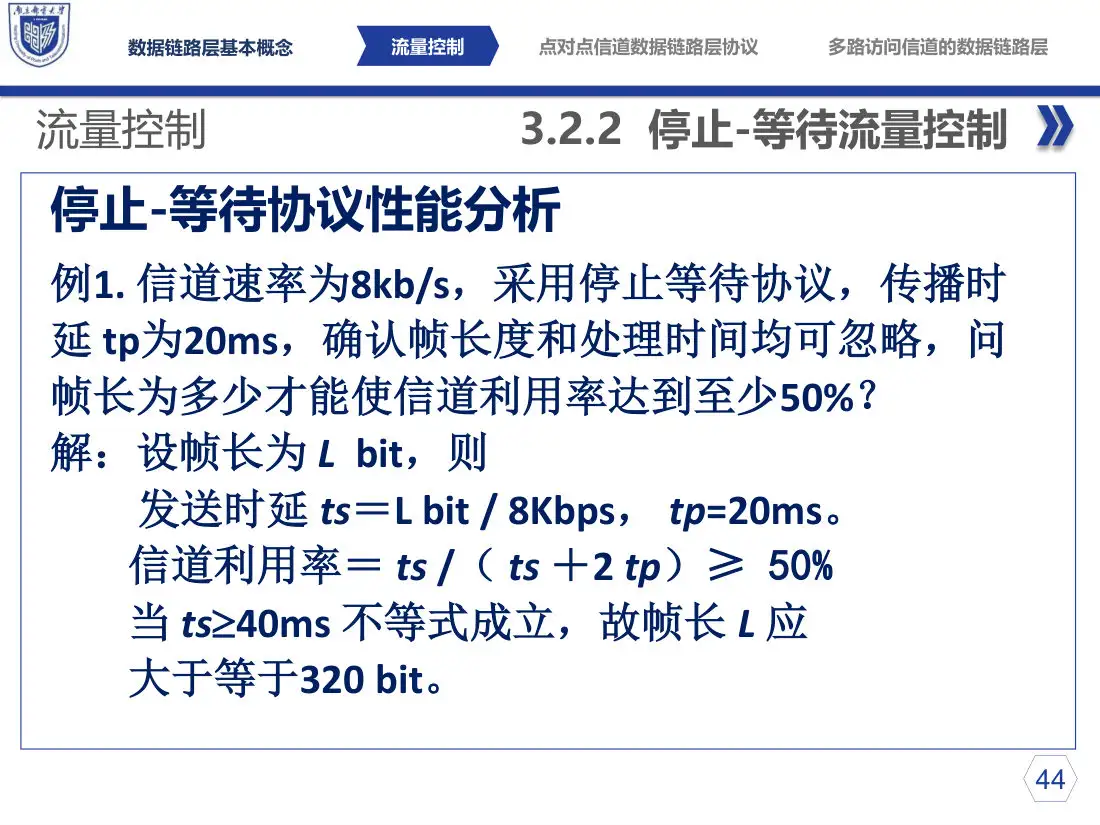 南京邮电大学
数据链路层基本概念
流量控制
点对点信道数据链路层协议
多路访问信道的数据链路层
流量控制
3.2.2 停止-等待流量控制
停止-等待协议性能分析
例1. 信道速率为8kb/s，采用停止等待协议，传播时
延 tp为20ms，确认帧长度和处理时间均可忽略，问
帧长为多少才能使信道利用率达到至少50%？
解：设帧长为 L bit，则
发送时延 ts＝L bit / 8Kbps， tp=20ms。
信道利用率＝ ts /（ ts ＋2 tp）≥ 50%
当 ts≥40ms 不等式成立，故帧长 L 应
大于等于320 bit。
44